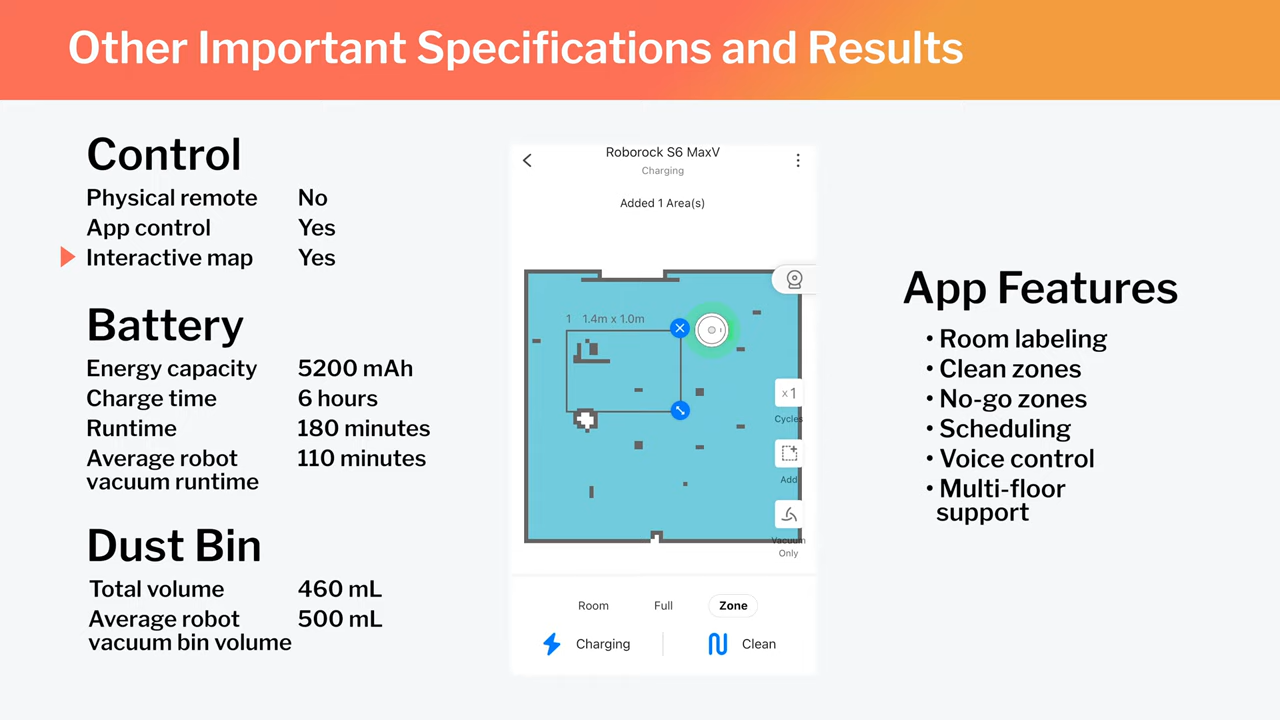 Other Important Specifications and Results
Control
Physical remote No
App control Yes
Interactive map Yes
Battery
Energy capacity 5200 mAh
Charge time 6 hours
Runtime 180 minutes
Average robot 110 minutes
vacuum runtime
Dust Bin
Total volume 460 mL
Average robot 500 mL
vacuum bin volume
Roborock S6 MaxV
Charging
Added 1 Area(s)
1 1.4m x 1.0m
x1
Cycles
Add
Vacuum
Only
Room Full Zone
Charging Clean
App Features
• Room labeling
• Clean zones
• No-go zones
• Scheduling
• Voice control
• Multi-floor
support